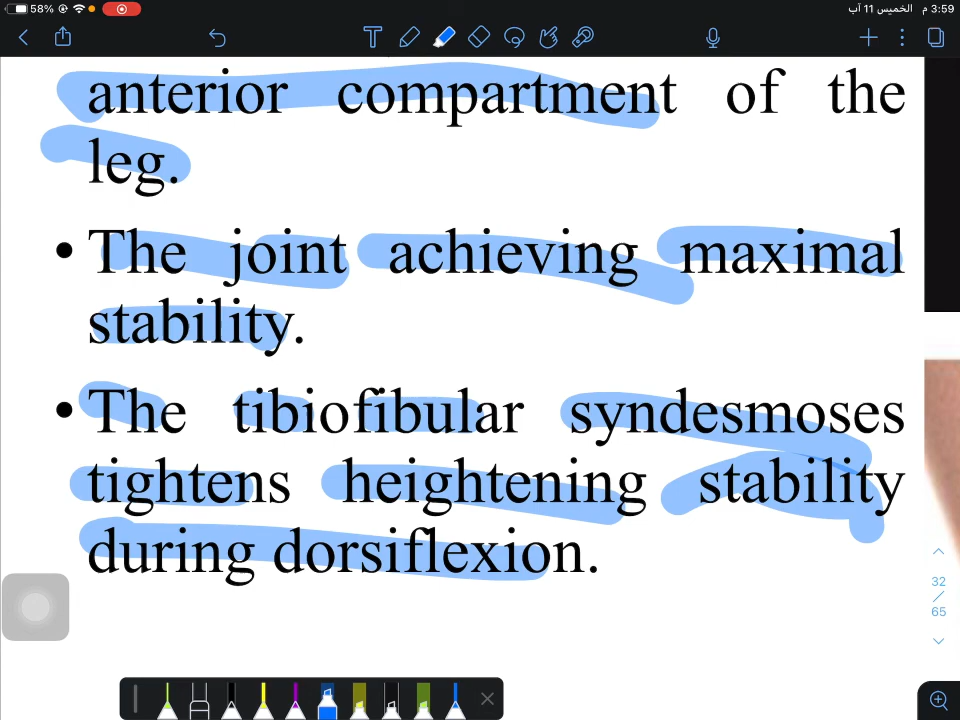 58%
3:59 م الخميس 11 آب
anterior compartment of the
leg.
• The joint achieving maximal
stability.
• The tibiofibular syndesmoses
tightens heightening stability
during dorsiflexion.
32
/
65